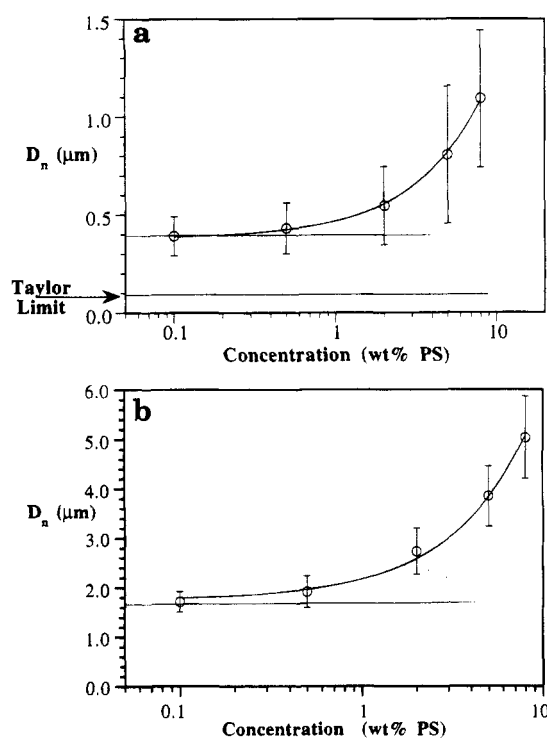 a
1.5
1.0
D_n (μm)
0.5
Taylor
Limit
0.0
0.1
1
10
Concentration (wt% PS)
b
6.0
5.0
4.0
D_n (μm)
3.0
2.0
1.0
0.0
0.1
1
10
Concentration (wt% PS)